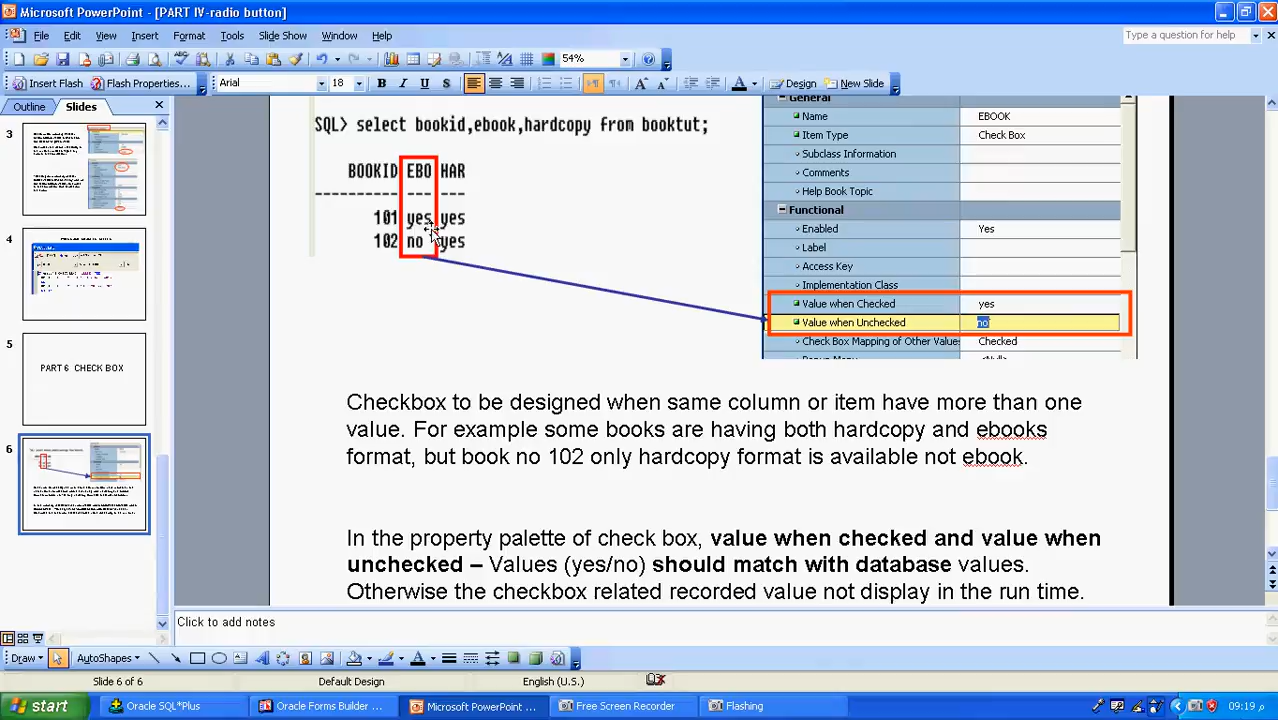 Microsoft PowerPoint - [PART IV-radio button]
File Edit View Insert Format Tools Slide Show Window Help
Type a question for help
54%
Insert Flash Flash Properties... Arial 18 B I U S Design New Slide
Outline Slides
3
4
5
PART 6 CHECK BOX
6
SQL> select bookid,ebook,hardcopy from booktut;
BOOKID EBO HAR
---------- --- ---
101 yes yes
102 no yes
General
Name EBOOK
Item Type Check Box
Subclass Information
Comments
Help Book Topic
Functional
Enabled Yes
Label
Access Key
Implementation Class
Value when Checked yes
Value when Unchecked no
Check Box Mapping of Other Values Checked
Popup Menu <Null>
Checkbox to be designed when same column or item have more than one
value. For example some books are having both hardcopy and ebooks
format, but book no 102 only hardcopy format is available not ebook.
In the property palette of check box, value when checked and value when
unchecked – Values (yes/no) should match with database values.
Otherwise the checkbox related recorded value not display in the run time.
Click to add notes
Draw AutoShapes
Slide 6 of 6 Default Design English (U.S.)
start Oracle SQL*Plus Oracle Forms Builder ... Microsoft PowerPoint ... Free Screen Recorder Flashing 09:19 م